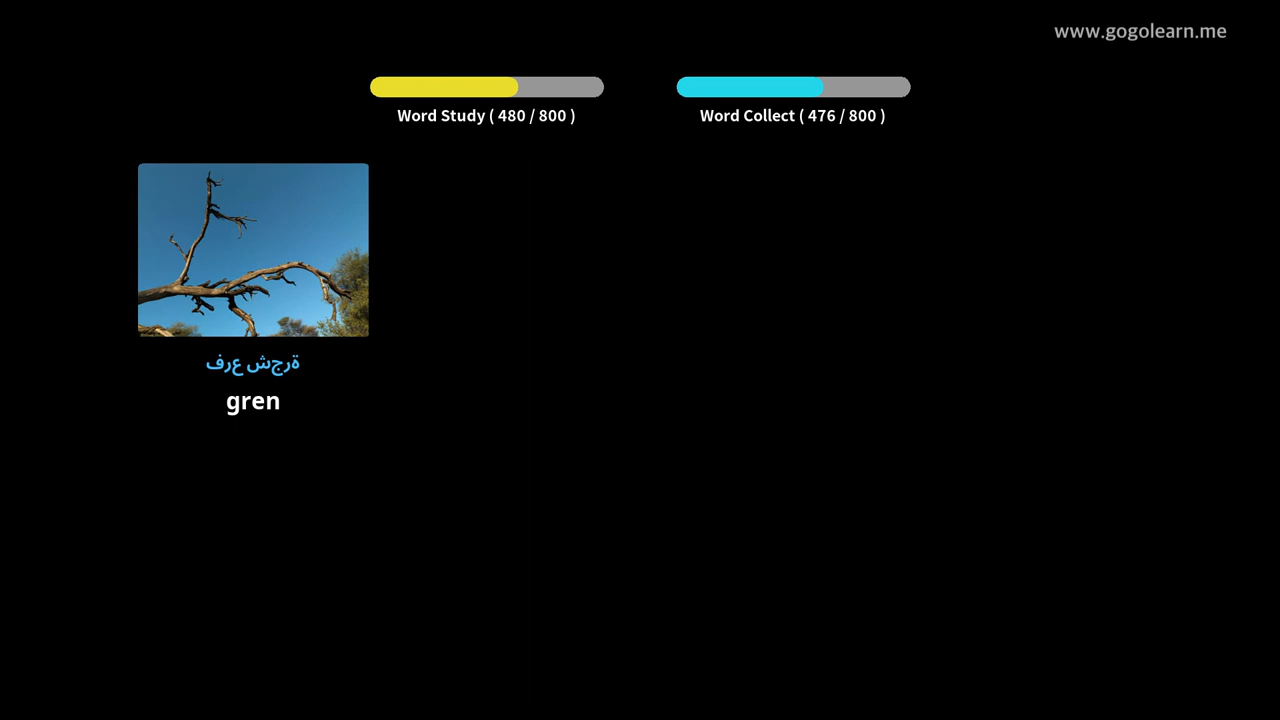 www.gogolearn.me
Word Study ( 480 / 800 )
Word Collect ( 476 / 800 )
ةرجش عرف
gren